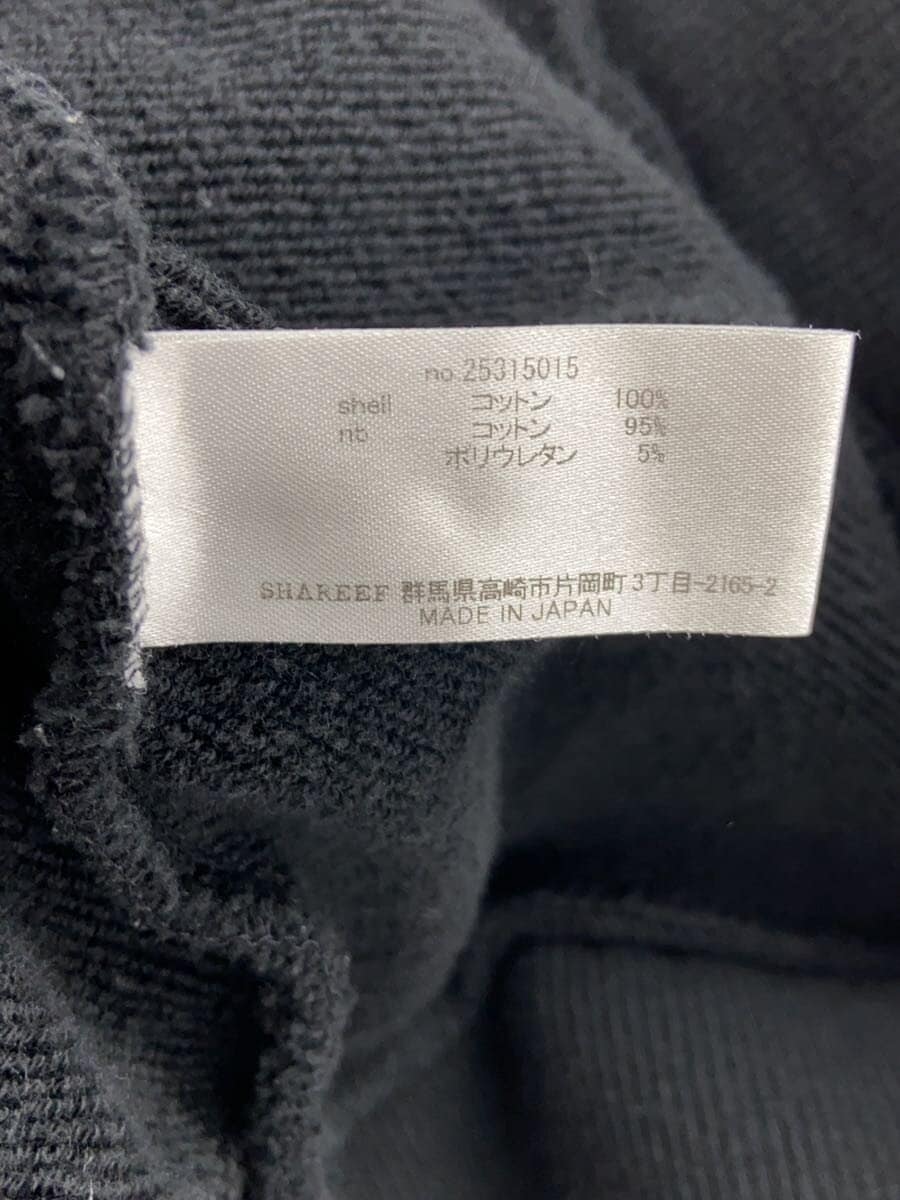 no.25315015
shell コットン 100%
rib コットン 95%
ポリウレタン 5%
SHAREEF 群馬県高崎市片岡町3丁目-2165-2
MADE IN JAPAN